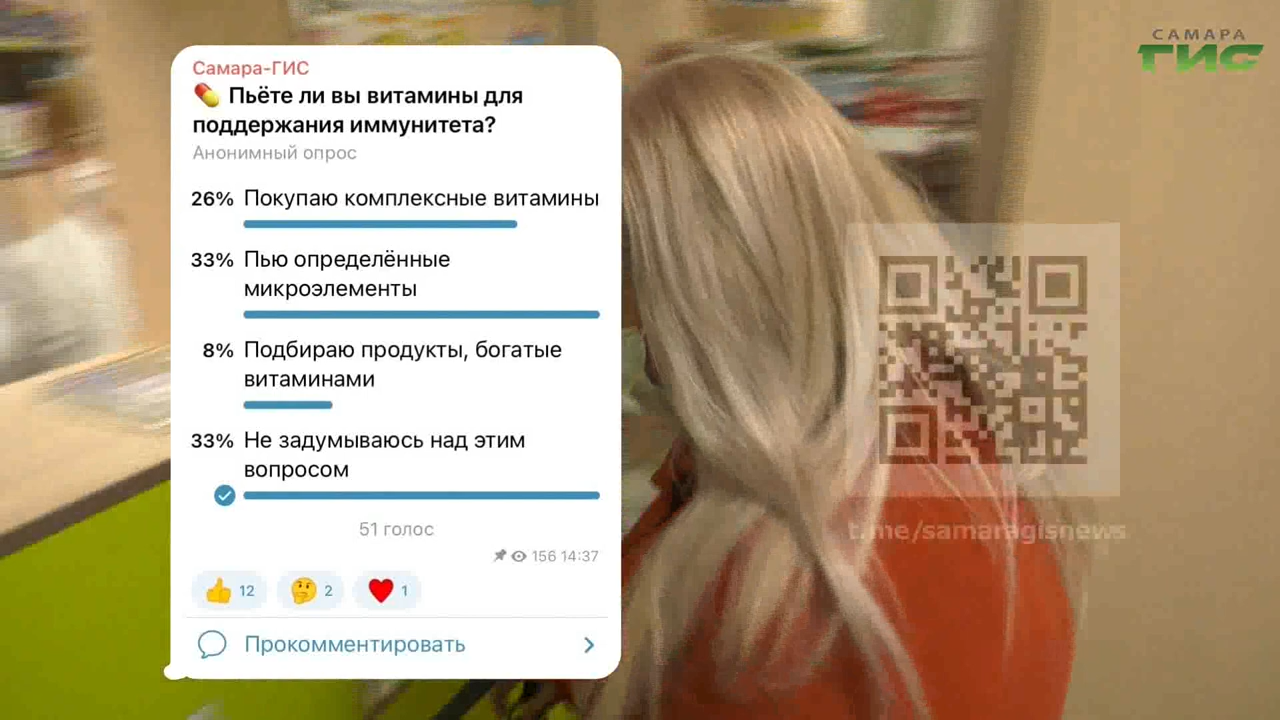 САМАРА
ГИС
Самара-ГИС
💊 Пьёте ли вы витамины для
поддержания иммунитета?
Анонимный опрос
26% Покупаю комплексные витамины
33% Пью определённые
микроэлементы
8% Подбираю продукты, богатые
витаминами
33% Не задумываюсь над этим
вопросом
51 голос
156 14:37
👍 12 🤔 2 ❤️ 1
Прокомментировать
t.me/samaragisnews